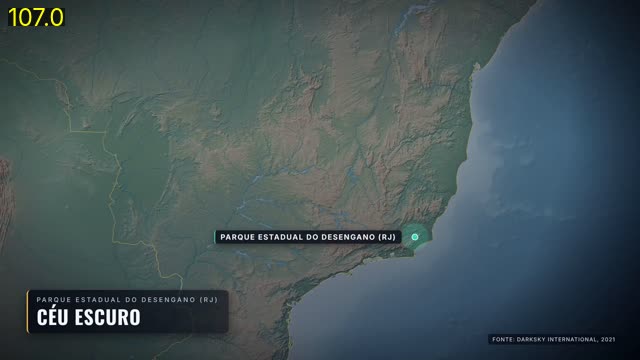 107.0
PARQUE ESTADUAL DO DESENGANO (RJ)
PARQUE ESTADUAL DO DESENGANO (RJ)
CÉU ESCURO
FONTE: DARKSKY INTERNATIONAL, 2021